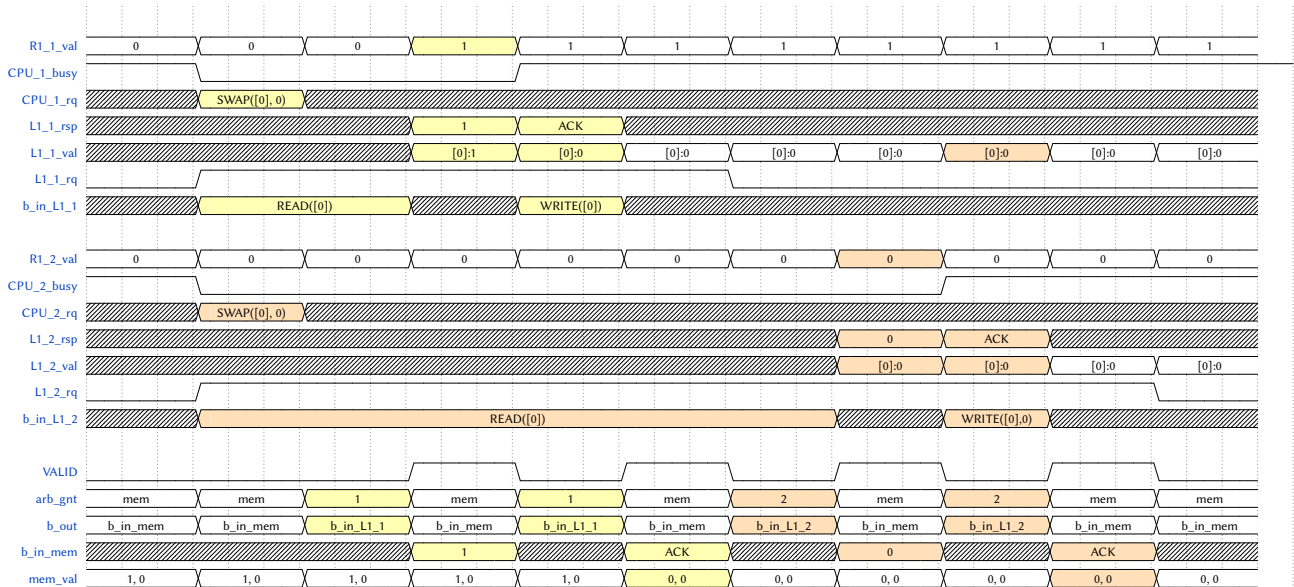 R1_1_val 0 0 0 1 1 1 1 1 1 1 1
CPU_1_busy
CPU_1_rq SWAP([0], 0)
L1_1_rsp 1 ACK
L1_1_val [0]:1 [0]:0 [0]:0 [0]:0 [0]:0 [0]:0 [0]:0 [0]:0
L1_1_rq
b_in_L1_1 READ([0]) WRITE([0])
R1_2_val 0 0 0 0 0 0 0 0 0 0 0
CPU_2_busy
CPU_2_rq SWAP([0], 0)
L1_2_rsp 0 ACK
L1_2_val [0]:0 [0]:0 [0]:0 [0]:0
L1_2_rq
b_in_L1_2 READ([0]) WRITE([0],0)
VALID
arb_gnt mem mem 1 mem 1 mem 2 mem 2 mem mem
b_out b_in_mem b_in_mem b_in_L1_1 b_in_mem b_in_L1_1 b_in_mem b_in_L1_2 b_in_mem b_in_L1_2 b_in_mem b_in_mem
b_in_mem 1 ACK 0 ACK
mem_val 1, 0 1, 0 1, 0 1, 0 1, 0 0, 0 0, 0 0, 0 0, 0 0, 0 0, 0